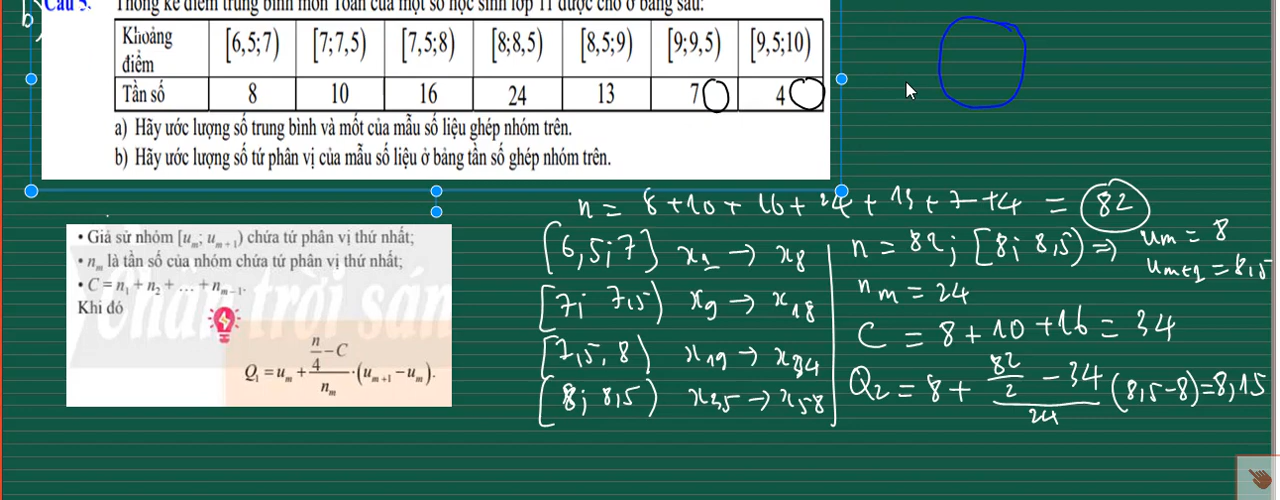 b)
Câu 5. Thống kê điểm trung bình môn Toán của một số học sinh lớp 11 được cho ở bảng sau:
Khoảng điểm [6,5;7) [7;7,5) [7,5;8) [8;8,5) [8,5;9) [9;9,5) [9,5;10)
Tần số 8 10 16 24 13 7 4
a) Hãy ước lượng số trung bình và mốt của mẫu số liệu ghép nhóm trên.
b) Hãy ước lượng số tứ phân vị của mẫu số liệu ở bảng tần số ghép nhóm trên.
• Giả sử nhóm [u_m; u_{m+1}) chứa tứ phân vị thứ nhất;
• n_m là tần số của nhóm chứa tứ phân vị thứ nhất;
• C = n_1 + n_2 + … + n_{m-1}.
Khi đó
Chân trời sán
Q_1 = u_m + (n/4 − C)/n_m · (u_{m+1} − u_m).
n = 8 + 10 + 16 + 24 + 13 + 7 + 4 = 82
[6,5; 7) x_1 → x_8
[7; 7,5) x_9 → x_18
[7,5, 8) x_19 → x_34
[8; 8,5) x_35 → x_58
n = 82; [8; 8,5) ⇒ u_m = 8
u_{m+1} = 8,5
n_m = 24
C = 8 + 10 + 16 = 34
Q_2 = 8 + (82/2 − 34)/24 (8,5 − 8) = 8,15